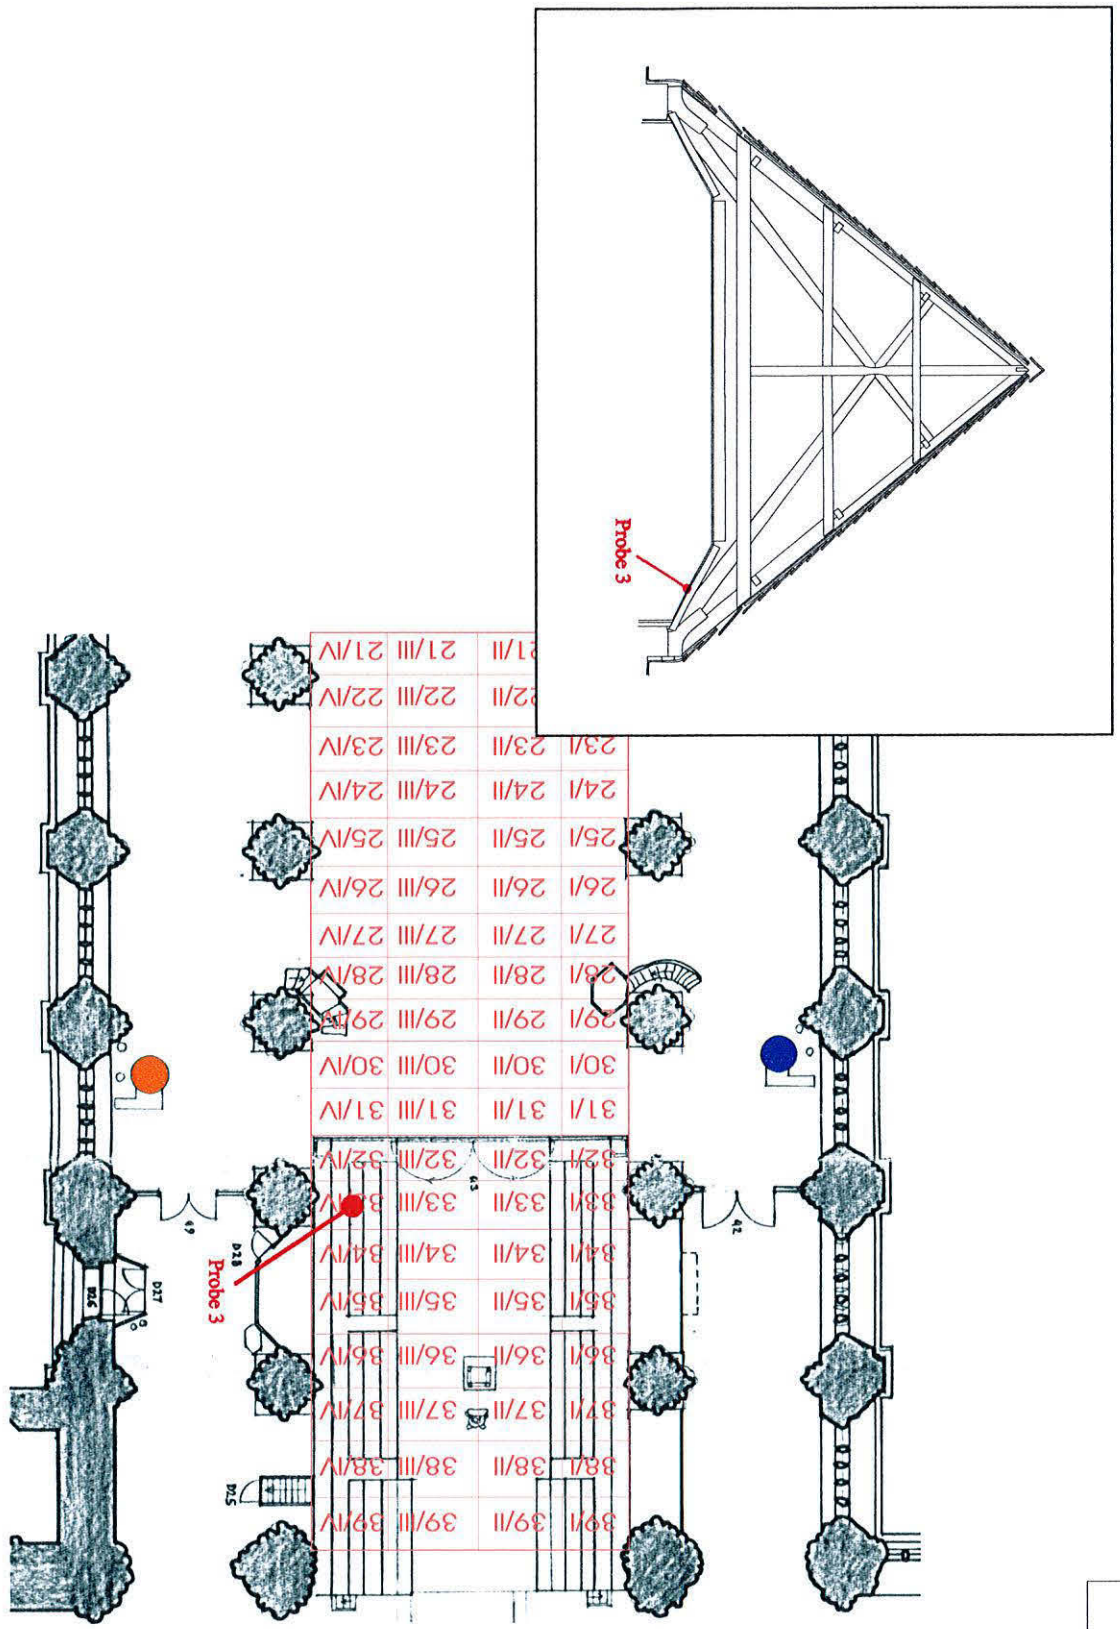 Probe 3
21/IV 21/III 21/II 21/I
22/IV 22/III 22/II 22/I
23/IV 23/III 23/II 23/I
24/IV 24/III 24/II 24/I
25/IV 25/III 25/II 25/I
26/IV 26/III 26/II 26/I
27/IV 27/III 27/II 27/I
28/IV 28/III 28/II 28/I
29/IV 29/III 29/II 29/I
30/IV 30/III 30/II 30/I
31/IV 31/III 31/II 31/I
32/IV 32/III 32/II 32/I
33/IV 33/III 33/II 33/I
34/IV 34/III 34/II 34/I
35/IV 35/III 35/II 35/I
36/IV 36/III 36/II 36/I
37/IV 37/III 37/II 37/I
38/IV 38/III 38/II 38/I
39/IV 39/III 39/II 39/I
63
49
42
D28
Probe 3
D27
D26
D25